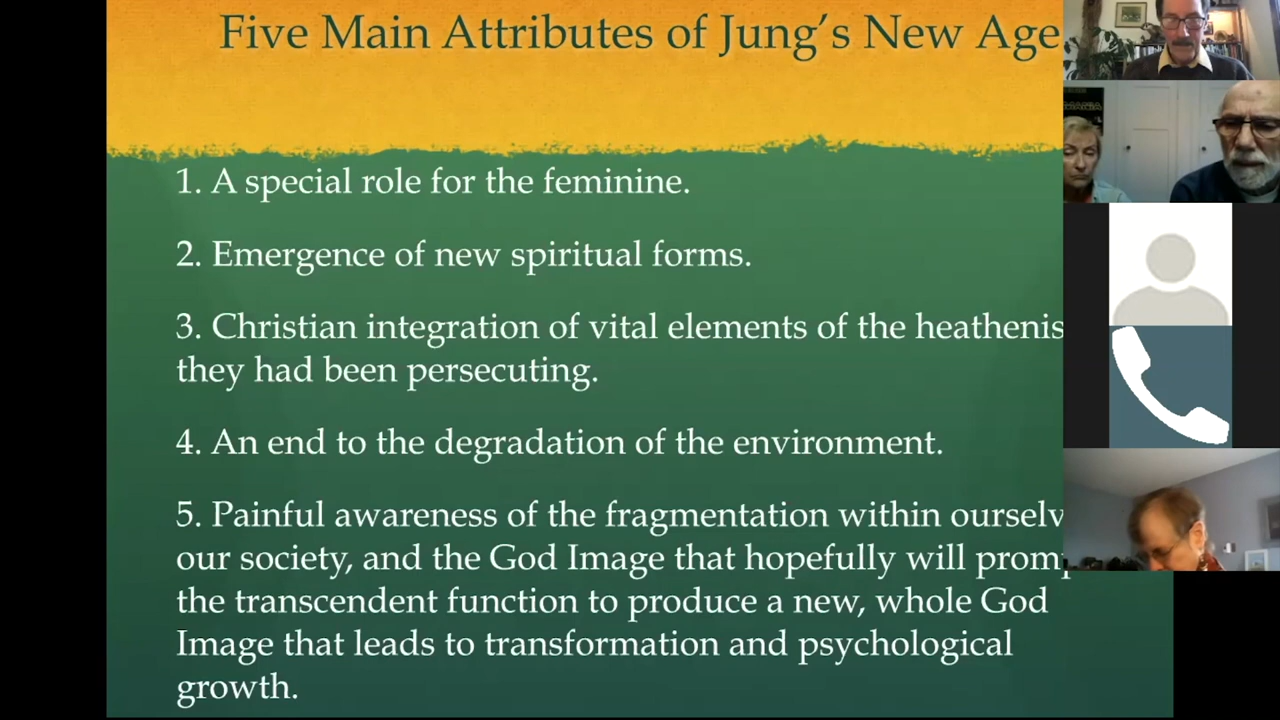 Five Main Attributes of Jung's New Age
1. A special role for the feminine.
2. Emergence of new spiritual forms.
3. Christian integration of vital elements of the
they had been persecuting.
4. An end to the degradation of the environment.
5. Painful awareness of the fragmentation within
our society, and the God Image that hopefully will
the transcendent function to produce a new, whole God
Image that leads to transformation and psychological
growth.